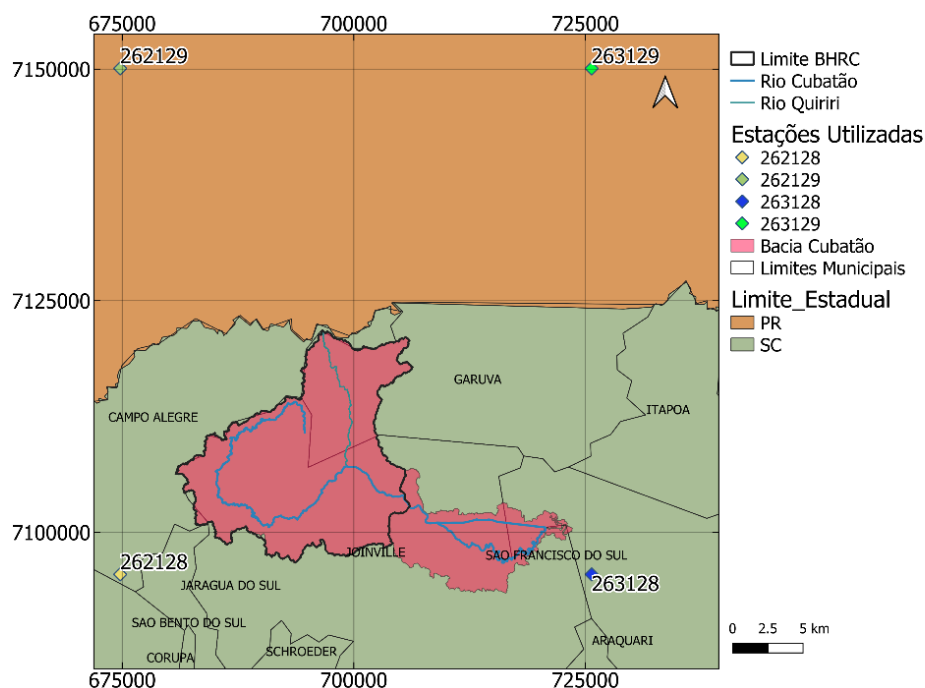 675000 700000 725000
262129 263129
7150000
7125000
GARUVA
ITAPOA
CAMPO ALEGRE
7100000
JOINVILLE
SAO FRANCISCO DO SUL
262128
263128
JARAGUA DO SUL
SAO BENTO DO SUL
ARAQUARI
SCHROEDER
CORUPA
675000 700000 725000
Limite BHRC
Rio Cubatão
Rio Quiriri
Estações Utilizadas
262128
262129
263128
263129
Bacia Cubatão
Limites Municipais
Limite_Estadual
PR
SC
0 2.5 5 km